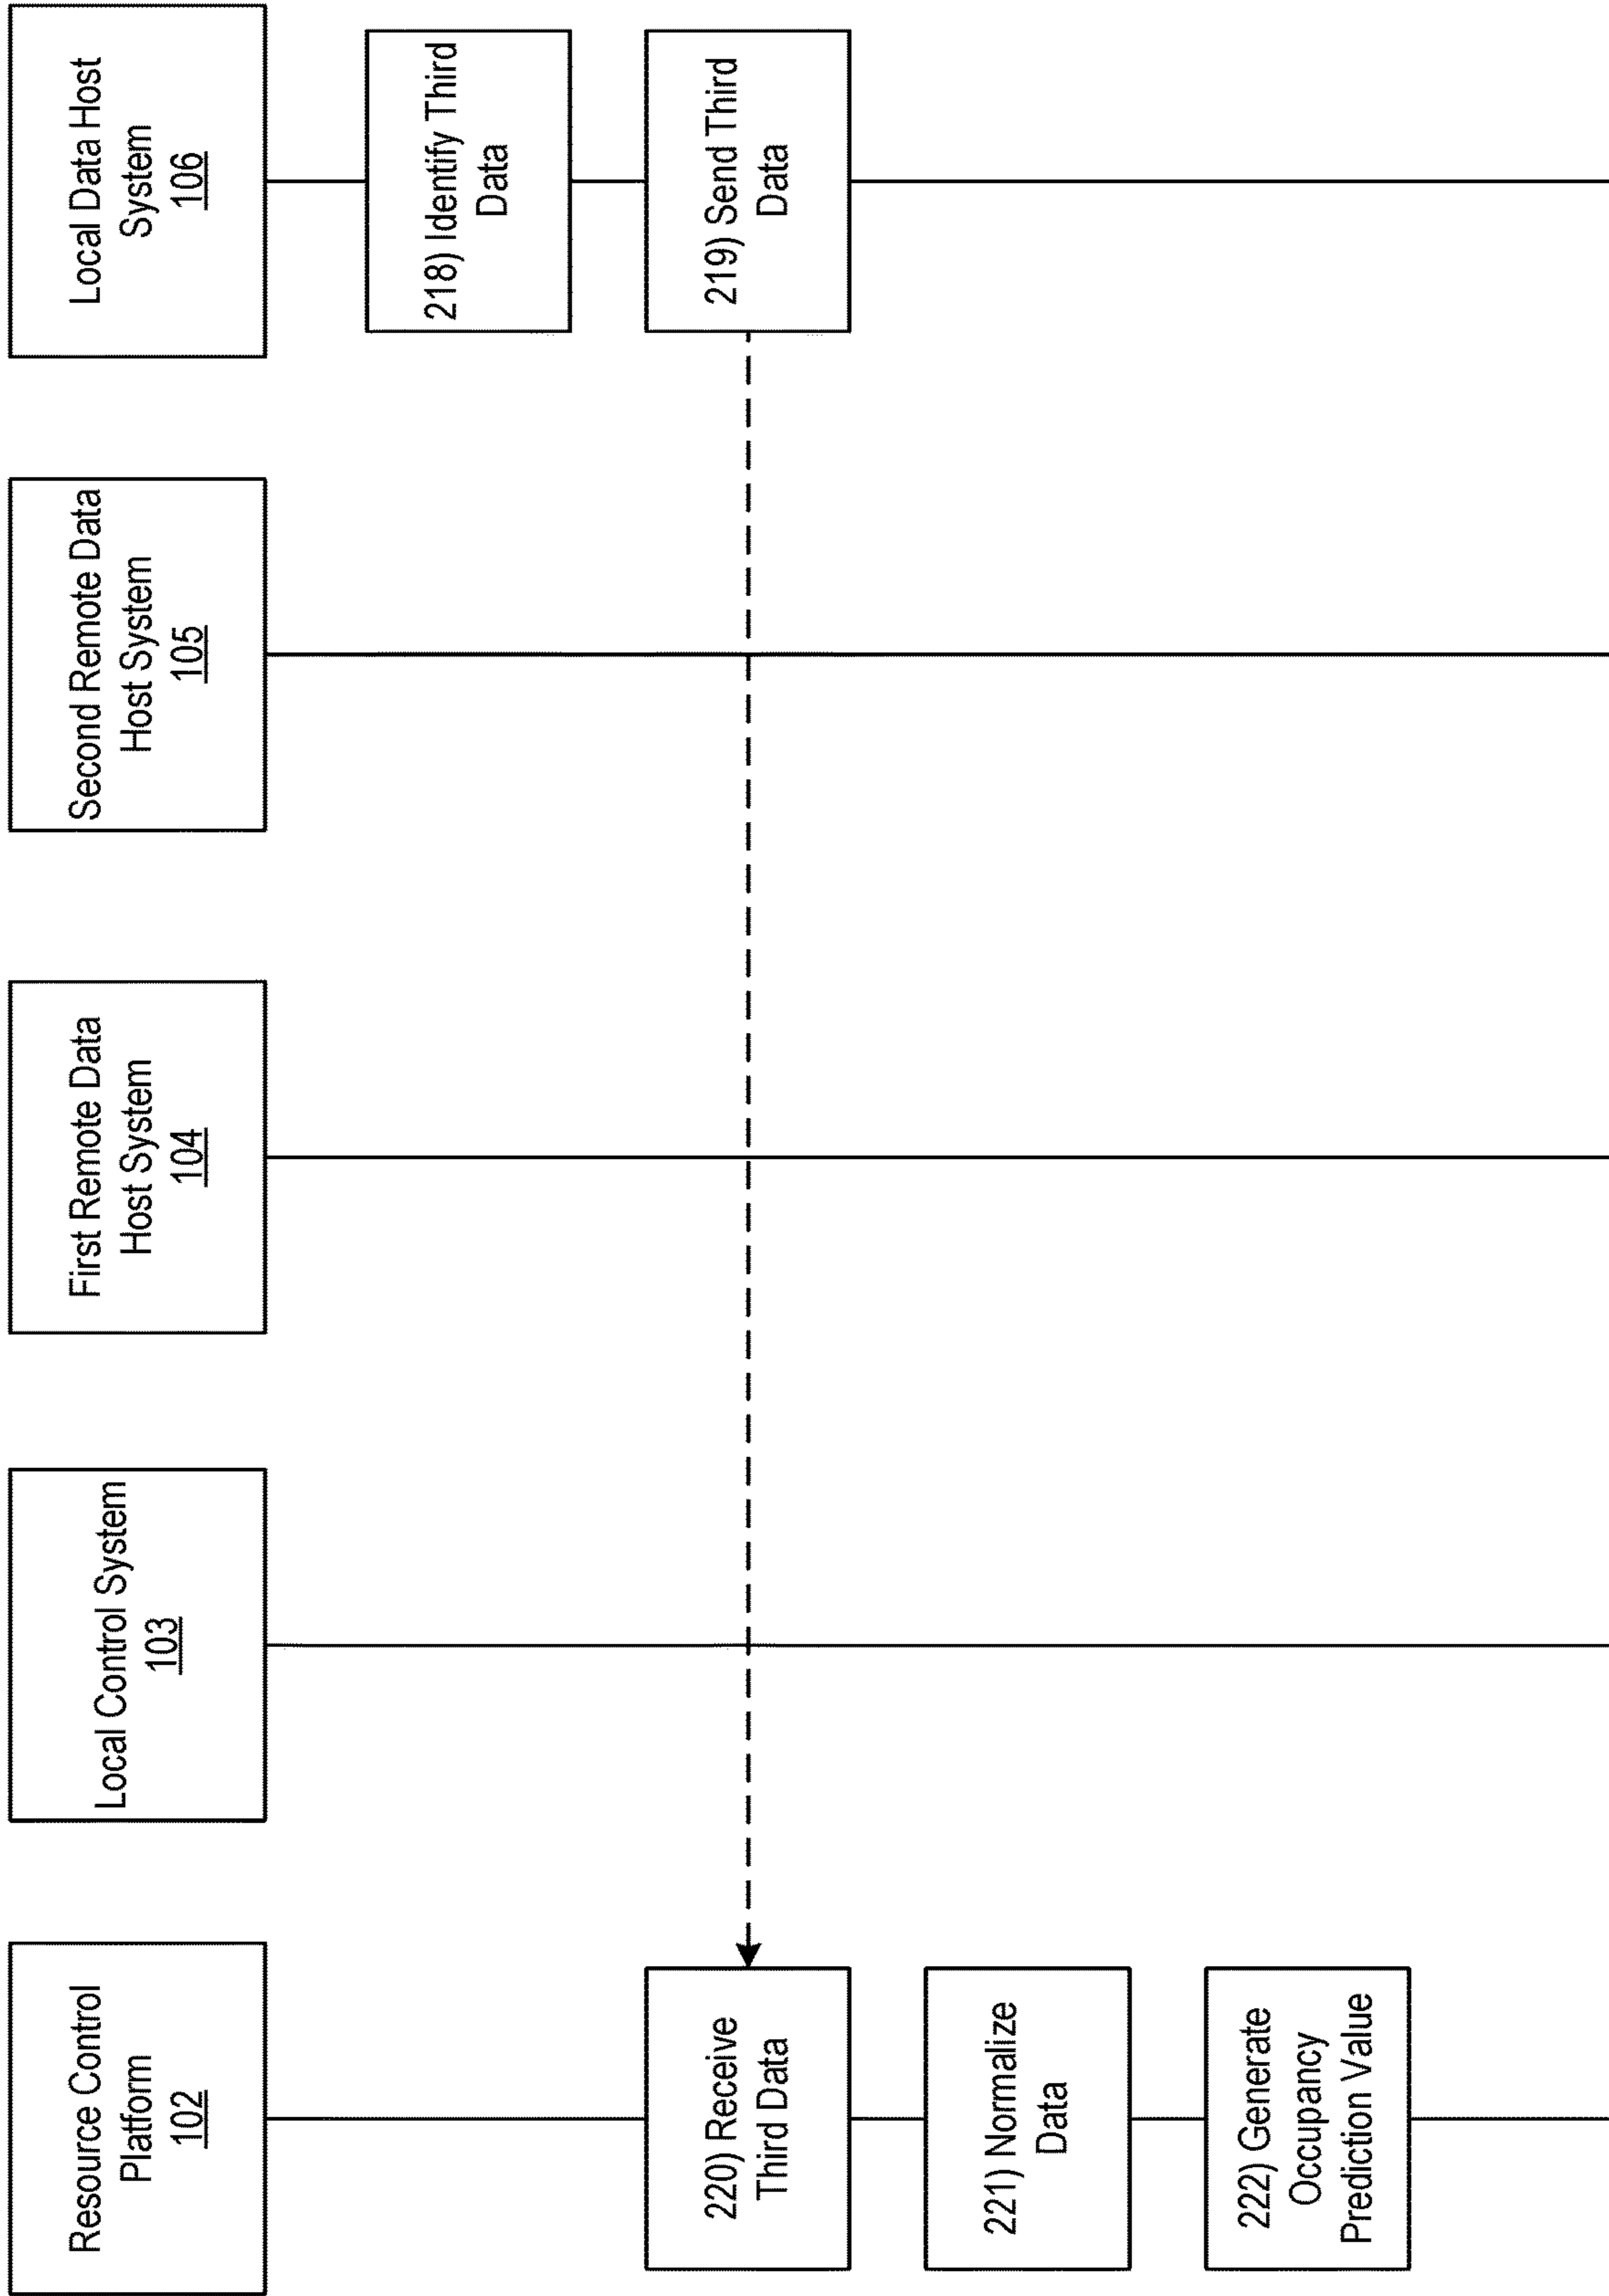 Resource Control
Platform
102
Local Control System
103
First Remote Data
Host System
104
Second Remote Data
Host System
105
Local Data Host
System
106
218) Identify Third
Data
219) Send Third
Data
220) Receive
Third Data
221) Normalize
Data
222) Generate
Occupancy
Prediction Value